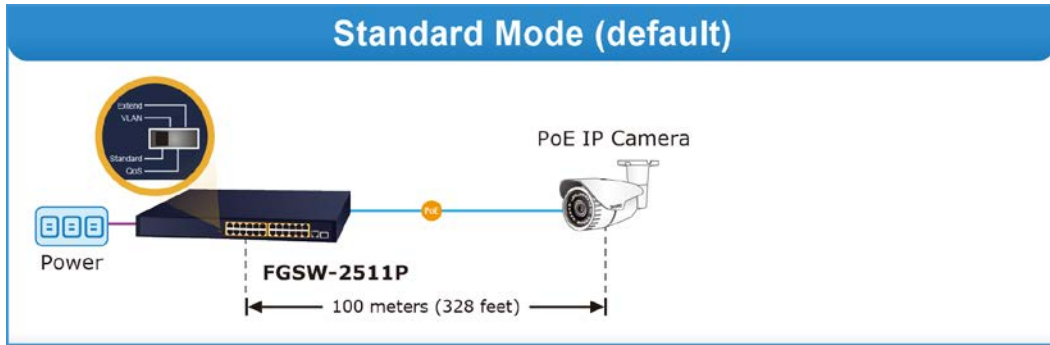 Standard Mode (default)
Extend
VLAN
Standard
QoS
PoE IP Camera
PoE
Power
FGSW-2511P
100 meters (328 feet)